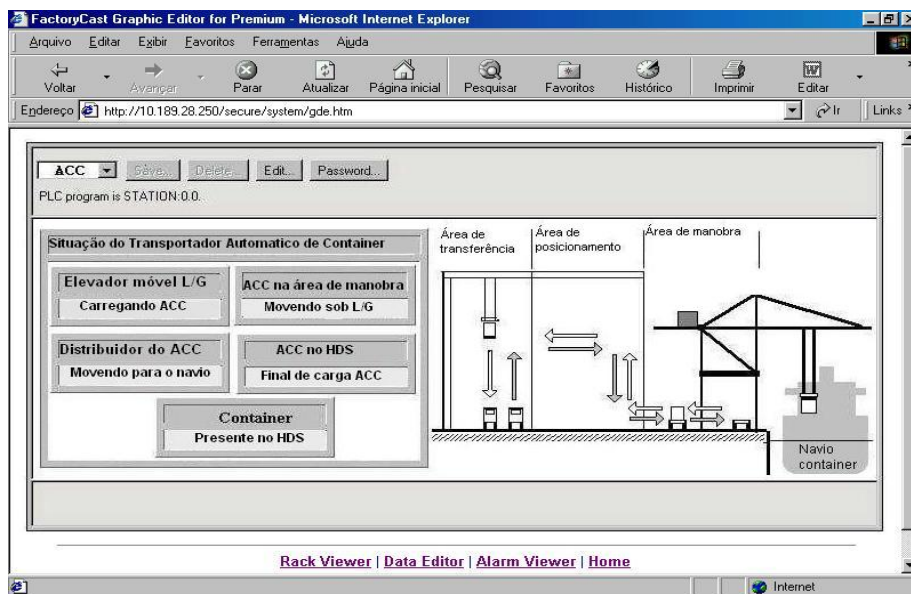 FactoryCast Graphic Editor for Premium - Microsoft Internet Explorer
Arquivo Editar Exibir Favoritos Ferramentas Ajuda
Voltar Avançar Parar Atualizar Página inicial Pesquisar Favoritos Histórico Imprimir Editar
Endereço http://10.189.28.250/secure/system/gde.htm Ir Links
ACC Save... Delete... Edit... Password...
PLC program is STATION:0.0.
Situação do Transportador Automatico de Container
Elevador móvel L/G
Carregando ACC
ACC na área de manobra
Movendo sob L/G
Distribuidor do ACC
Movendo para o navio
ACC no HDS
Final de carga ACC
Container
Presente no HDS
Área de
transferência
Área de
posicionamento
Área de manobra
Navio
container
Rack Viewer | Data Editor | Alarm Viewer | Home
Internet